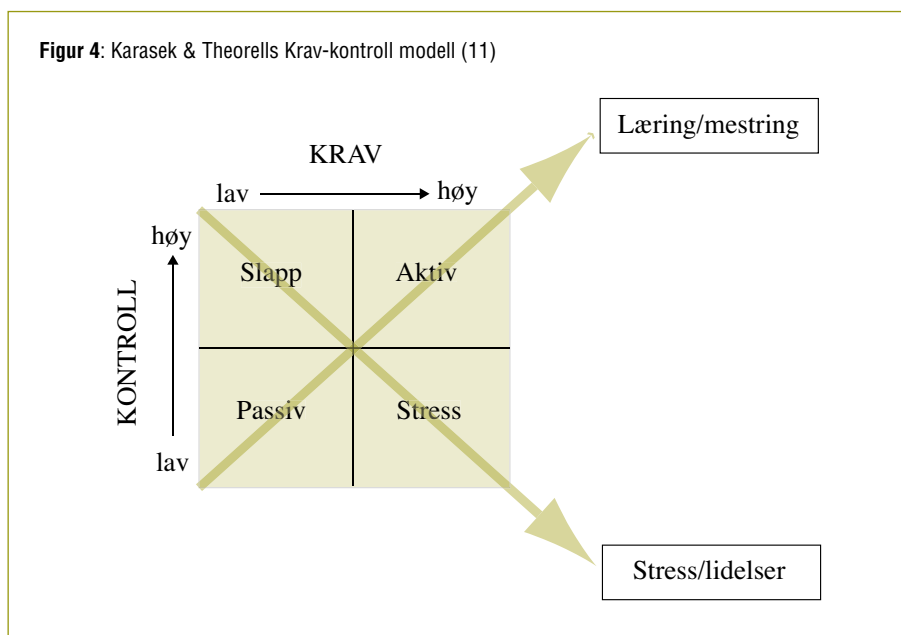 Figur 4: Karasek & Theorells Krav-kontroll modell (11)
Læring/mestring
KRAV
lav høy
høy
Slapp Aktiv
KONTROLL
Passiv Stress
lav
Stress/lidelser